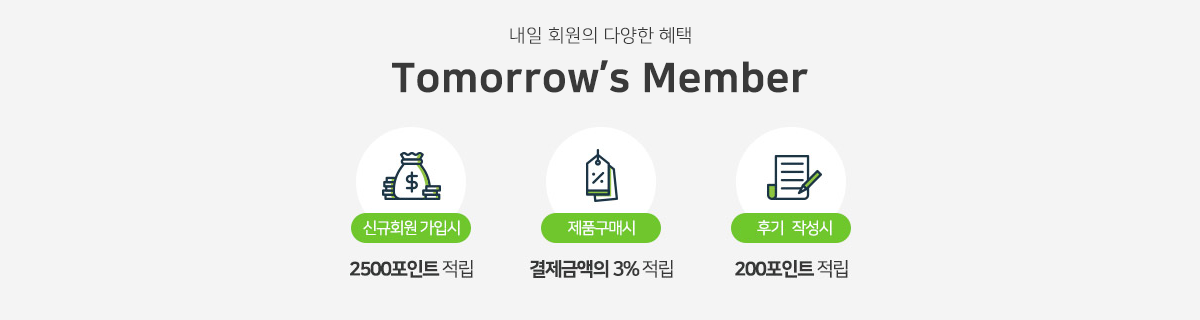 내일 회원의 다양한 혜택
Tomorrow's Member
$
%
신규회원 가입시
제품구매시
후기 작성시
2500포인트 적립
결제금액의 3% 적립
200포인트 적립